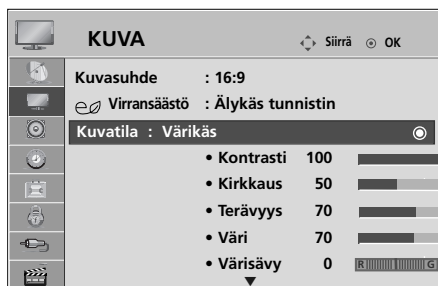 KUVA Siirrä OK
Kuvasuhde : 16:9
Virransäästö : Älykäs tunnistin
Kuvatila : Värikäs
• Kontrasti 100
• Kirkkaus 50
• Terävyys 70
• Väri 70
• Värisävy 0 R G